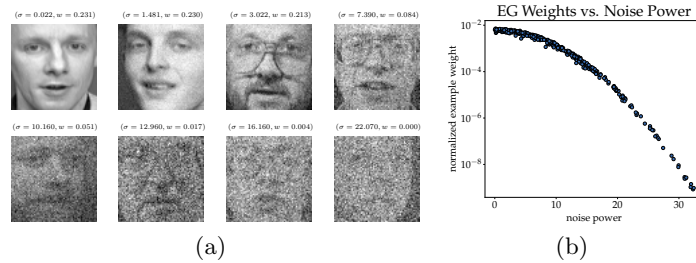 (σ = 0.022, w = 0.231) (σ = 1.481, w = 0.230) (σ = 3.022, w = 0.213) (σ = 7.390, w = 0.084)
(σ = 10.160, w = 0.051) (σ = 12.960, w = 0.017) (σ = 16.160, w = 0.004) (σ = 22.070, w = 0.000)
(a)
EG Weights vs. Noise Power
normalized example weight
10⁻²
10⁻⁴
10⁻⁶
10⁻⁸
0 10 20 30
noise power
(b)